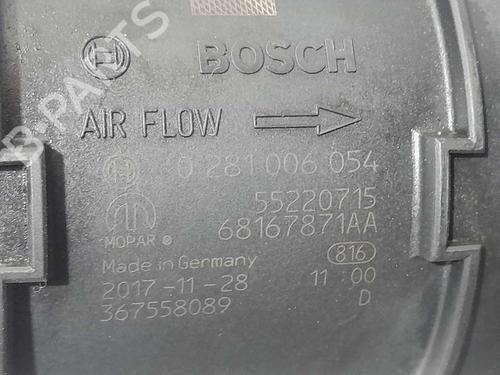 BOSCH
AIR FLOW
0 281 006 054
55220715
68167871AA
MOPAR ®
816
Made in Germany
2017-11-28 11:00
367558089 D
B-PARTS